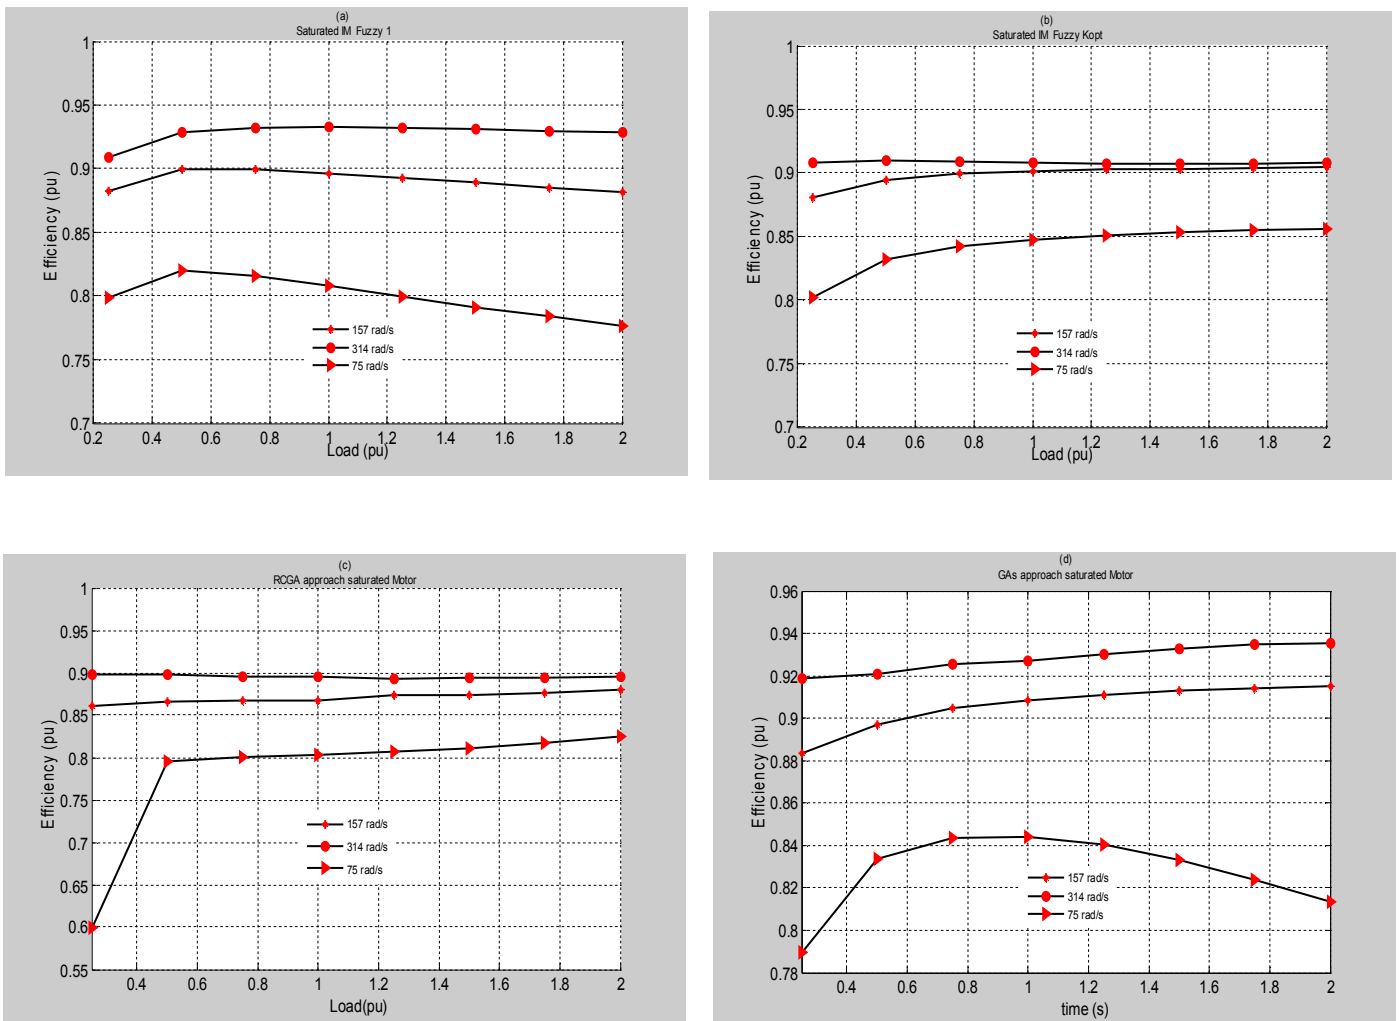 (a)
Saturated IM Fuzzy 1
1
0.95
0.9
0.85
0.8
0.75
0.7
Efficiency (pu)
157 rad/s
314 rad/s
75 rad/s
0.2 0.4 0.6 0.8 1 1.2 1.4 1.6 1.8 2
Load (pu)
(b)
Saturated IM Fuzzy Kopt
1
0.95
0.9
0.85
0.8
0.75
0.7
Efficiency (pu)
157 rad/s
314 rad/s
75 rad/s
0.2 0.4 0.6 0.8 1 1.2 1.4 1.6 1.8 2
Load (pu)
(c)
RCGA approach saturated Motor
1
0.95
0.9
0.85
0.8
0.75
0.7
0.65
0.6
0.55
Efficiency (pu)
157 rad/s
314 rad/s
75 rad/s
0.4 0.6 0.8 1 1.2 1.4 1.6 1.8 2
Load(pu)
(d)
GAs approach saturated Motor
0.96
0.94
0.92
0.9
0.88
0.86
0.84
0.82
0.8
0.78
Efficiency (pu)
157 rad/s
314 rad/s
75 rad/s
0.4 0.6 0.8 1 1.2 1.4 1.6 1.8 2
time (s)